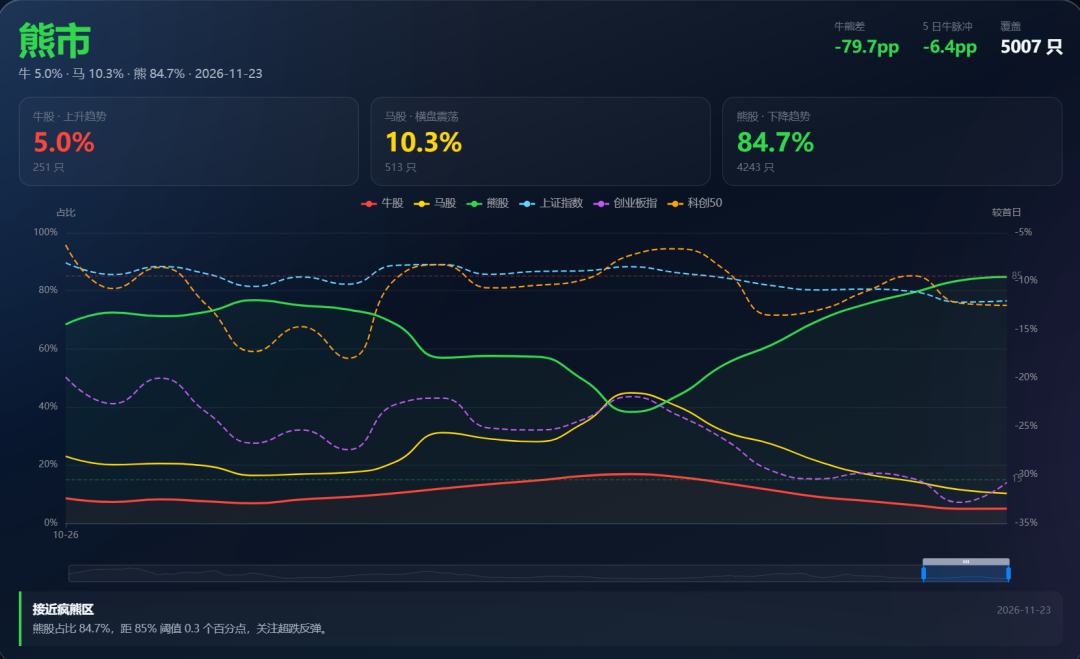 熊市
牛 5.0% · 马 10.3% · 熊 84.7% · 2026-11-23
牛熊差
-79.7pp
5 日牛脉冲
-6.4pp
覆盖
5007 只
牛股 · 上升趋势
5.0%
251 只
马股 · 横盘震荡
10.3%
513 只
熊股 · 下降趋势
84.7%
4243 只
牛股 马股 熊股 上证指数 创业板指 科创50
占比
较首日
100%
80%
60%
40%
20%
0%
-5%
85
-10%
-15%
-20%
-25%
-30%
15
-35%
10-26
接近疯熊区
2026-11-23
熊股占比 84.7%，距 85% 阈值 0.3 个百分点，关注超跌反弹。